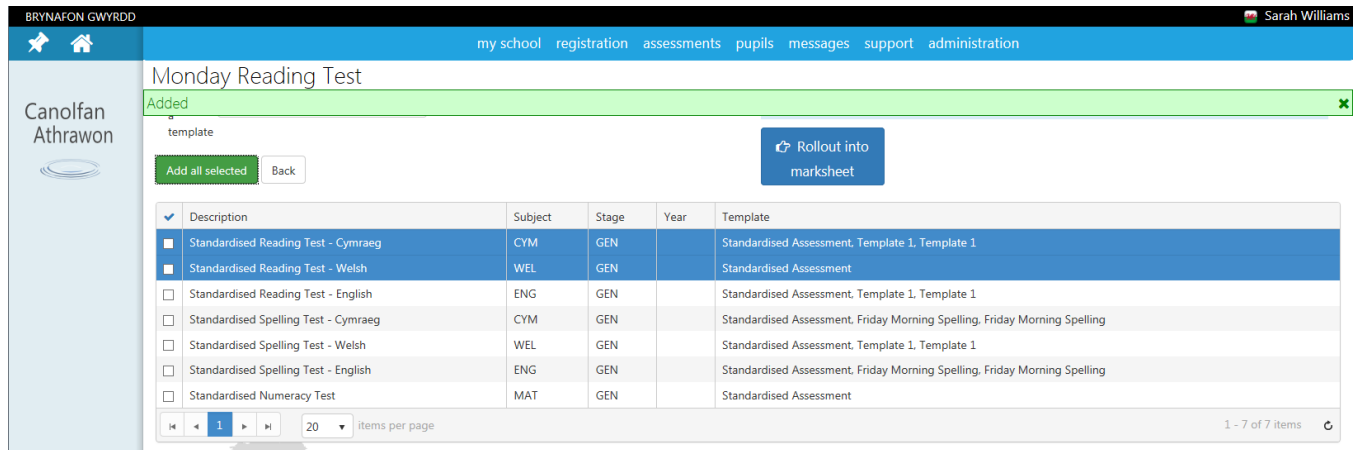 BRYNAFON GWYRDD Sarah Williams
my school registration assessments pupils messages support administration
Monday Reading Test
Added
Canolfan
Athrawon
template
Rollout into
marksheet
Add all selected Back
Description Subject Stage Year Template
Standardised Reading Test - Cymraeg CYM GEN Standardised Assessment, Template 1, Template 1
Standardised Reading Test - Welsh WEL GEN Standardised Assessment
Standardised Reading Test - English ENG GEN Standardised Assessment, Template 1, Template 1
Standardised Spelling Test - Cymraeg CYM GEN Standardised Assessment, Friday Morning Spelling, Friday Morning Spelling
Standardised Spelling Test - Welsh WEL GEN Standardised Assessment, Template 1, Template 1
Standardised Spelling Test - English ENG GEN Standardised Assessment, Friday Morning Spelling, Friday Morning Spelling
Standardised Numeracy Test MAT GEN Standardised Assessment
1 20 items per page 1 - 7 of 7 items